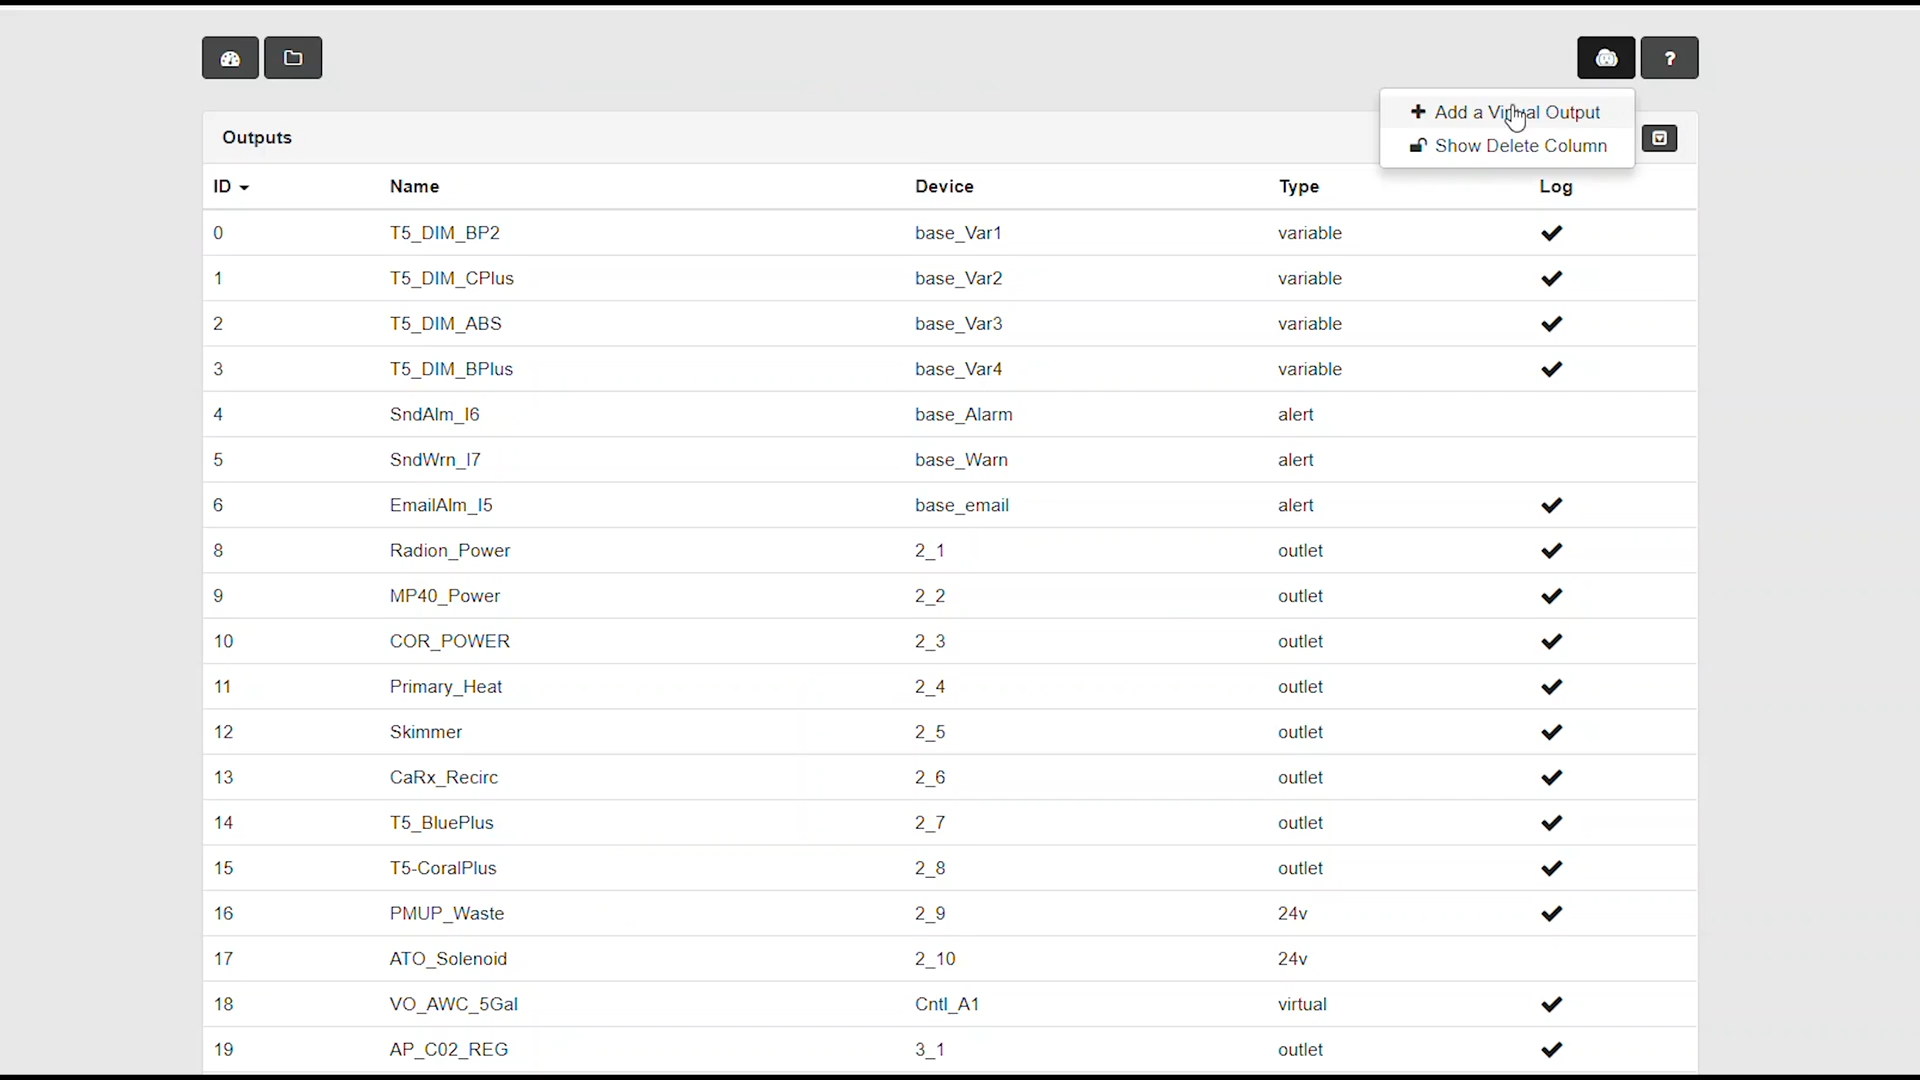 ?
Add a Virtual Output
Show Delete Column
Outputs
ID Name Device Type Log
0 T5_DIM_BP2 base_Var1 variable
1 T5_DIM_CPlus base_Var2 variable
2 T5_DIM_ABS base_Var3 variable
3 T5_DIM_BPlus base_Var4 variable
4 SndAlm_I6 base_Alarm alert
5 SndWrn_I7 base_Warn alert
6 EmailAlm_I5 base_email alert
8 Radion_Power 2_1 outlet
9 MP40_Power 2_2 outlet
10 COR_POWER 2_3 outlet
11 Primary_Heat 2_4 outlet
12 Skimmer 2_5 outlet
13 CaRx_Recirc 2_6 outlet
14 T5_BluePlus 2_7 outlet
15 T5-CoralPlus 2_8 outlet
16 PMUP_Waste 2_9 24v
17 ATO_Solenoid 2_10 24v
18 VO_AWC_5Gal Cntl_A1 virtual
19 AP_C02_REG 3_1 outlet